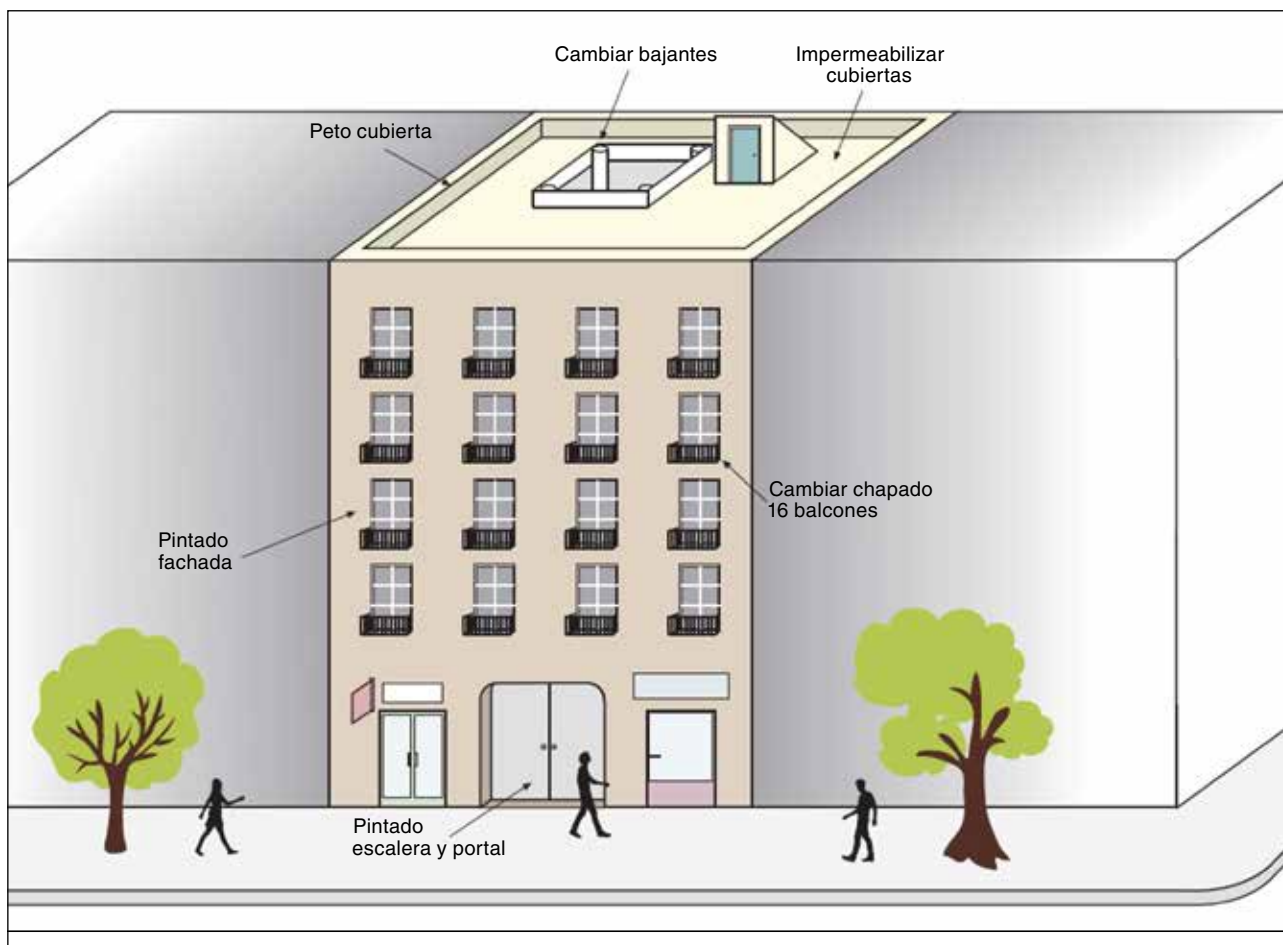 Cambiar bajantes
Impermeabilizar
cubiertas
Peto cubierta
Cambiar chapado
16 balcones
Pintado
fachada
Pintado
escalera y portal